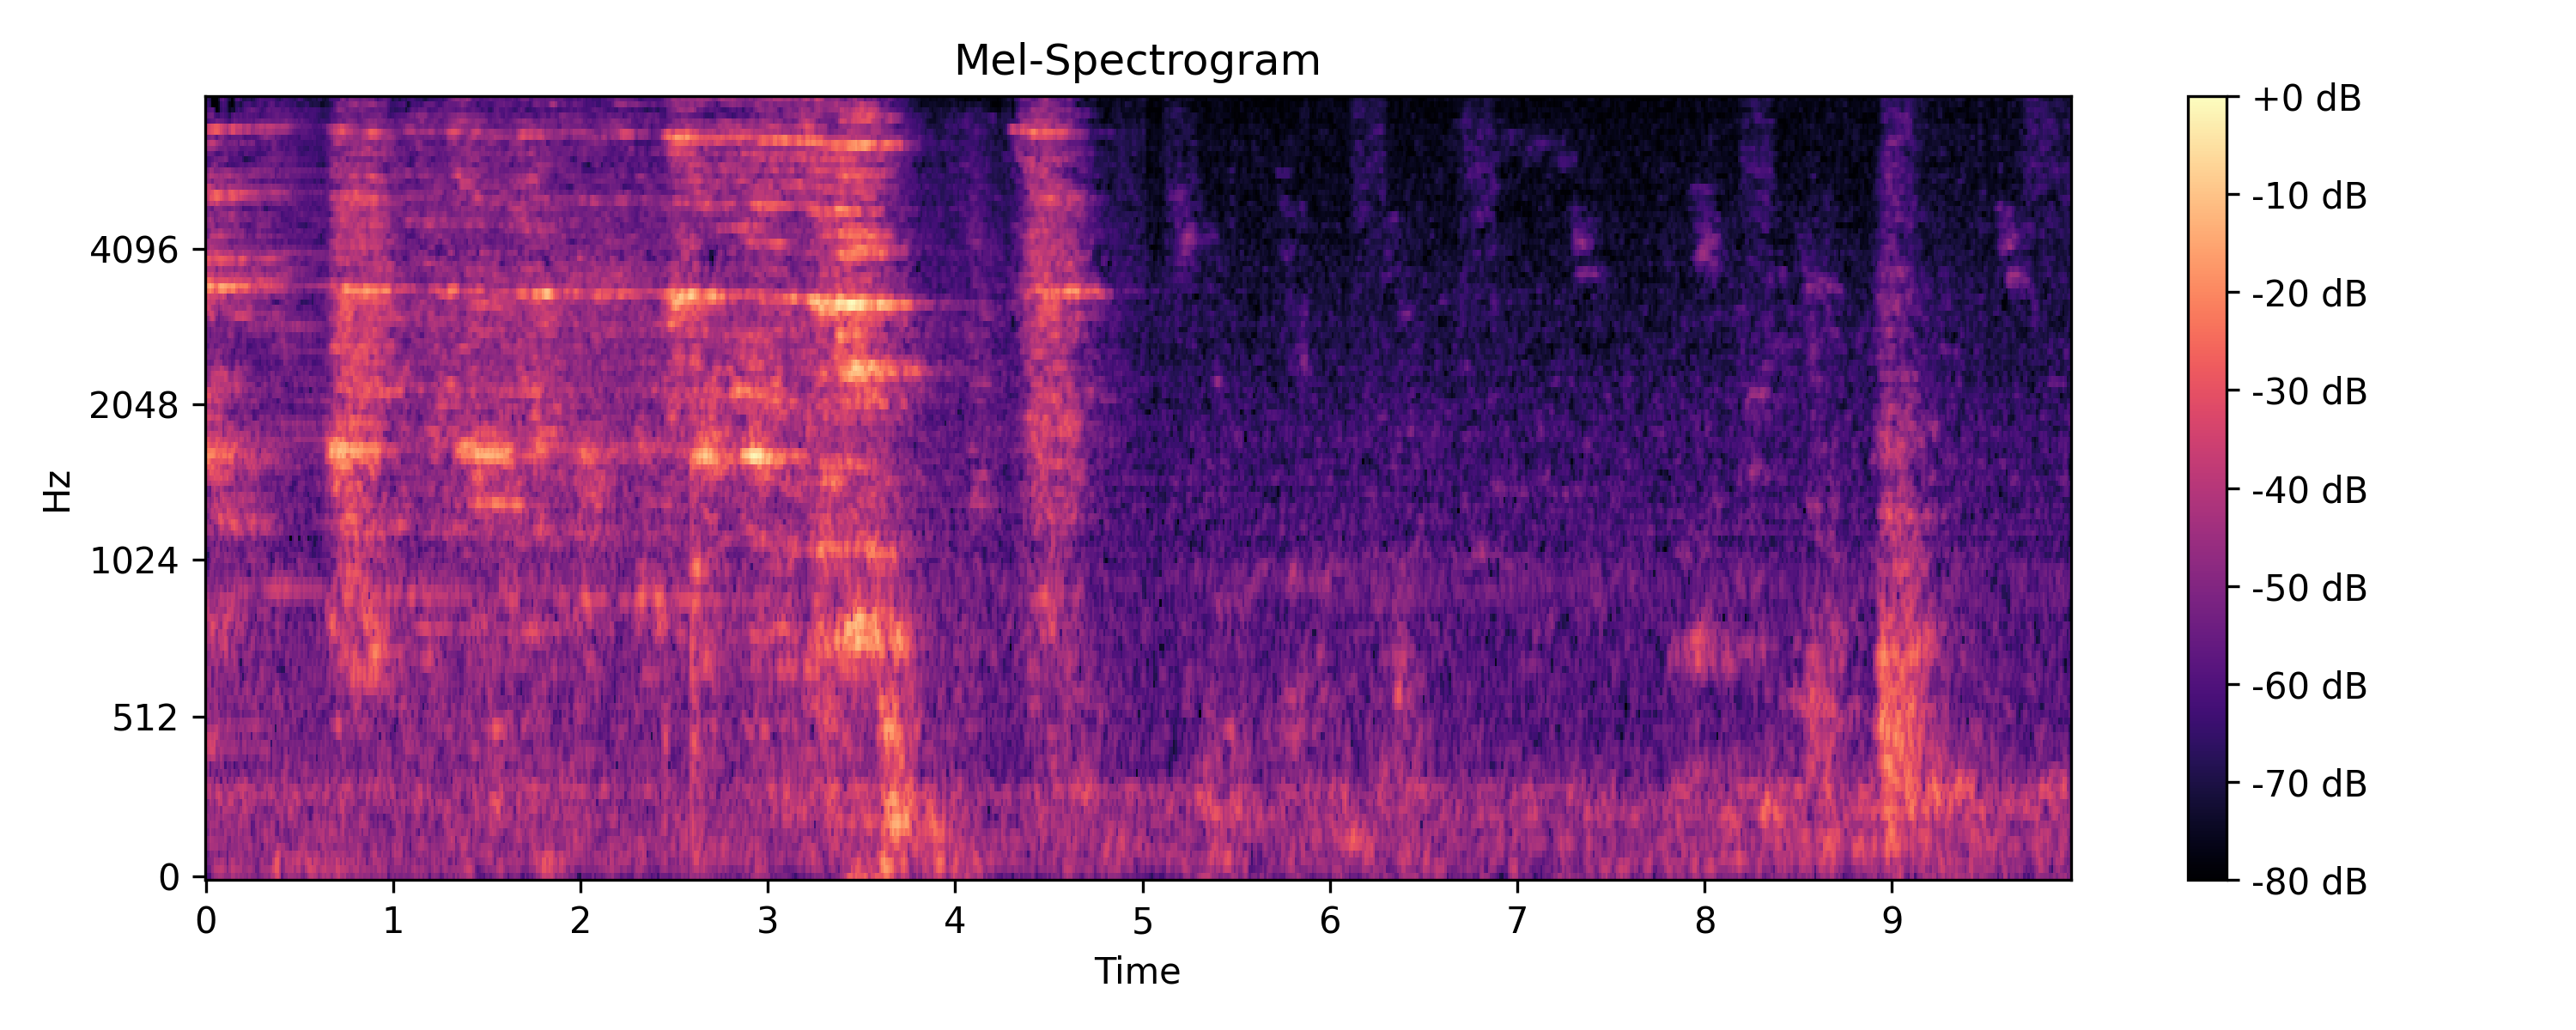 Mel-Spectrogram
Hz
4096
2048
1024
512
0
0 1 2 3 4 5 6 7 8 9
Time
+0 dB
-10 dB
-20 dB
-30 dB
-40 dB
-50 dB
-60 dB
-70 dB
-80 dB